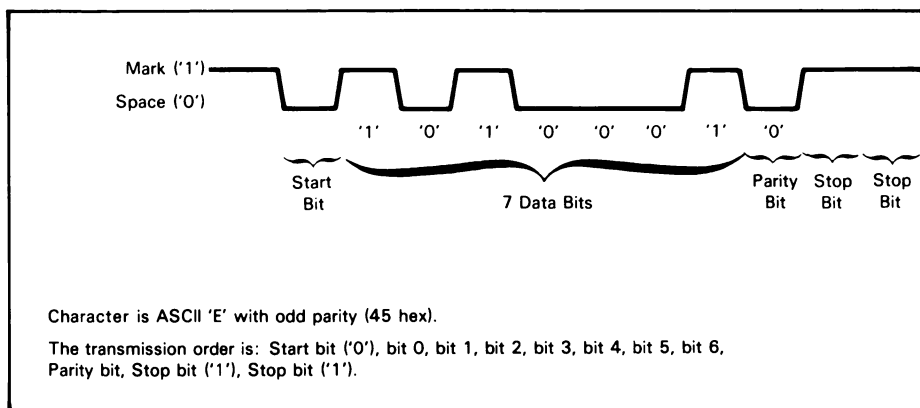 Mark ('1')
Space ('0')
'1' '0' '1' '0' '0' '0' '1' '0'
Start Bit
7 Data Bits
Parity Bit
Stop Bit
Stop Bit
Character is ASCII 'E' with odd parity (45 hex).
The transmission order is: Start bit ('0'), bit 0, bit 1, bit 2, bit 3, bit 4, bit 5, bit 6,
Parity bit, Stop bit ('1'), Stop bit ('1').